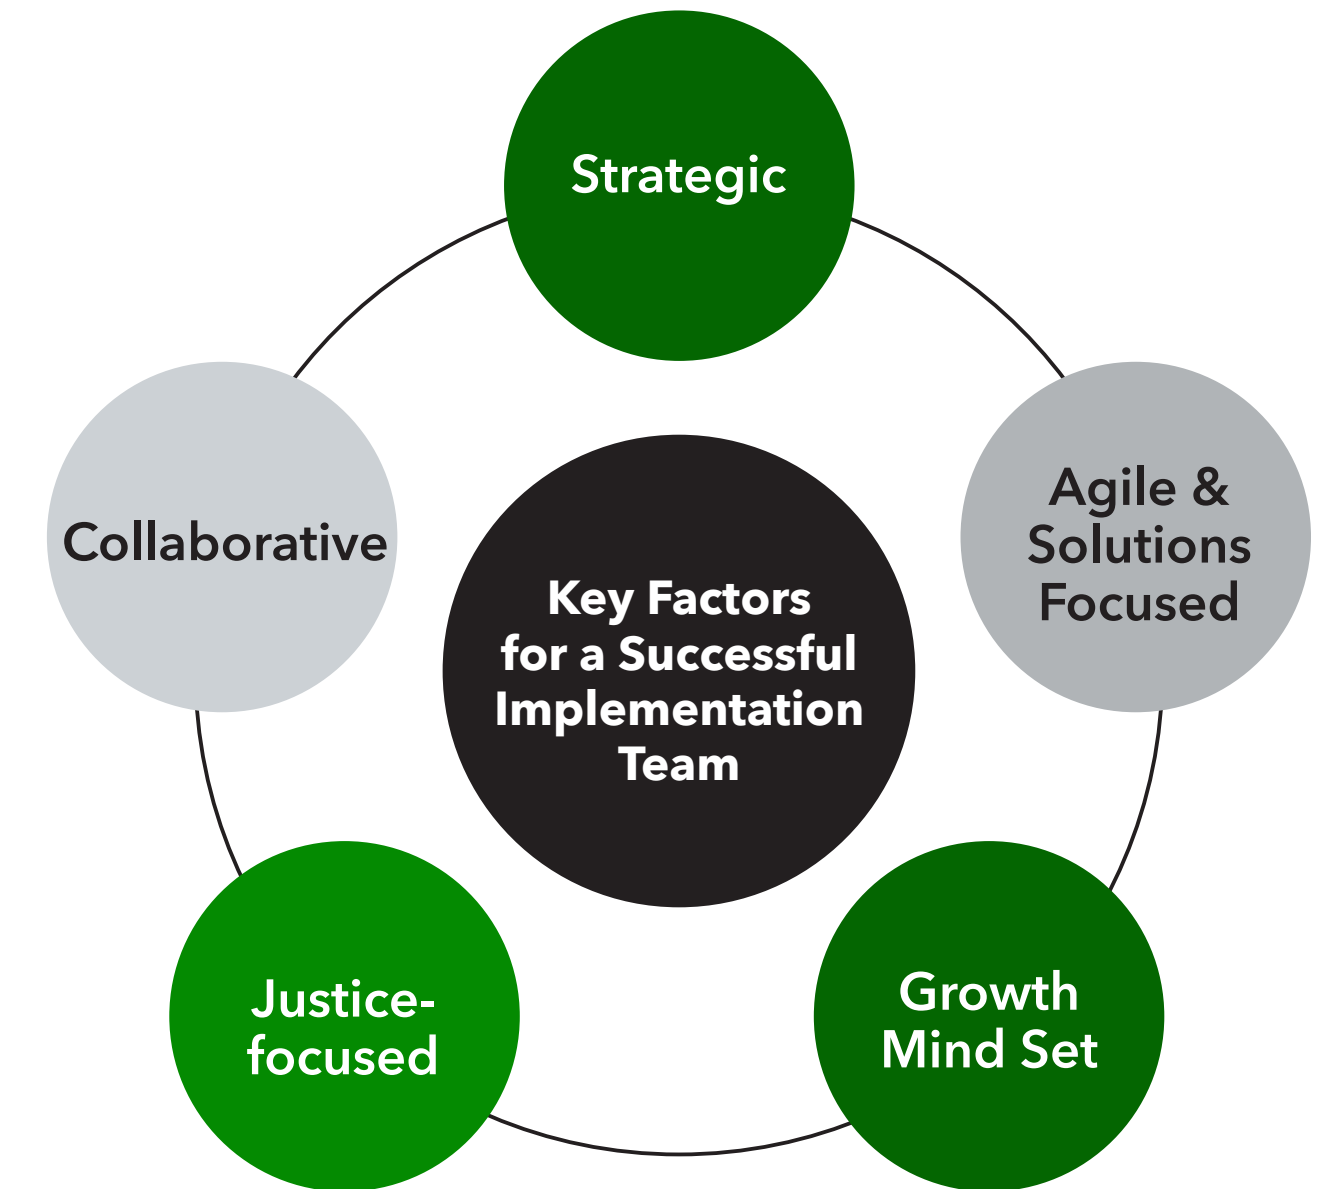 Strategic
Agile &
Solutions
Focused
Growth
Mind Set
Justice-
focused
Collaborative
Key Factors
for a Successful
Implementation
Team